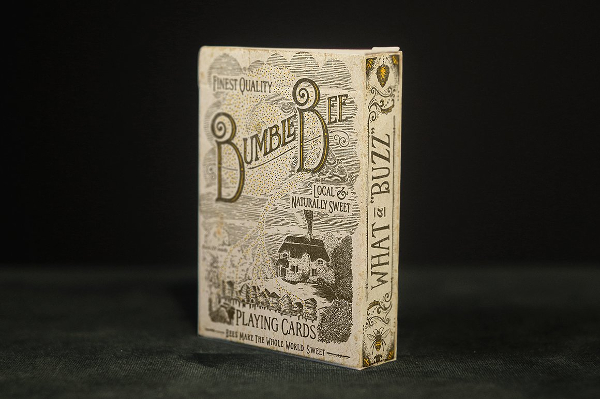 FINEST QUALITY
BUMBLE BEE
LOCAL &
NATURALLY SWEET
PLAYING CARDS
BEES MAKE THE WHOLE WORLD SWEET
WHAT a "BUZZ"